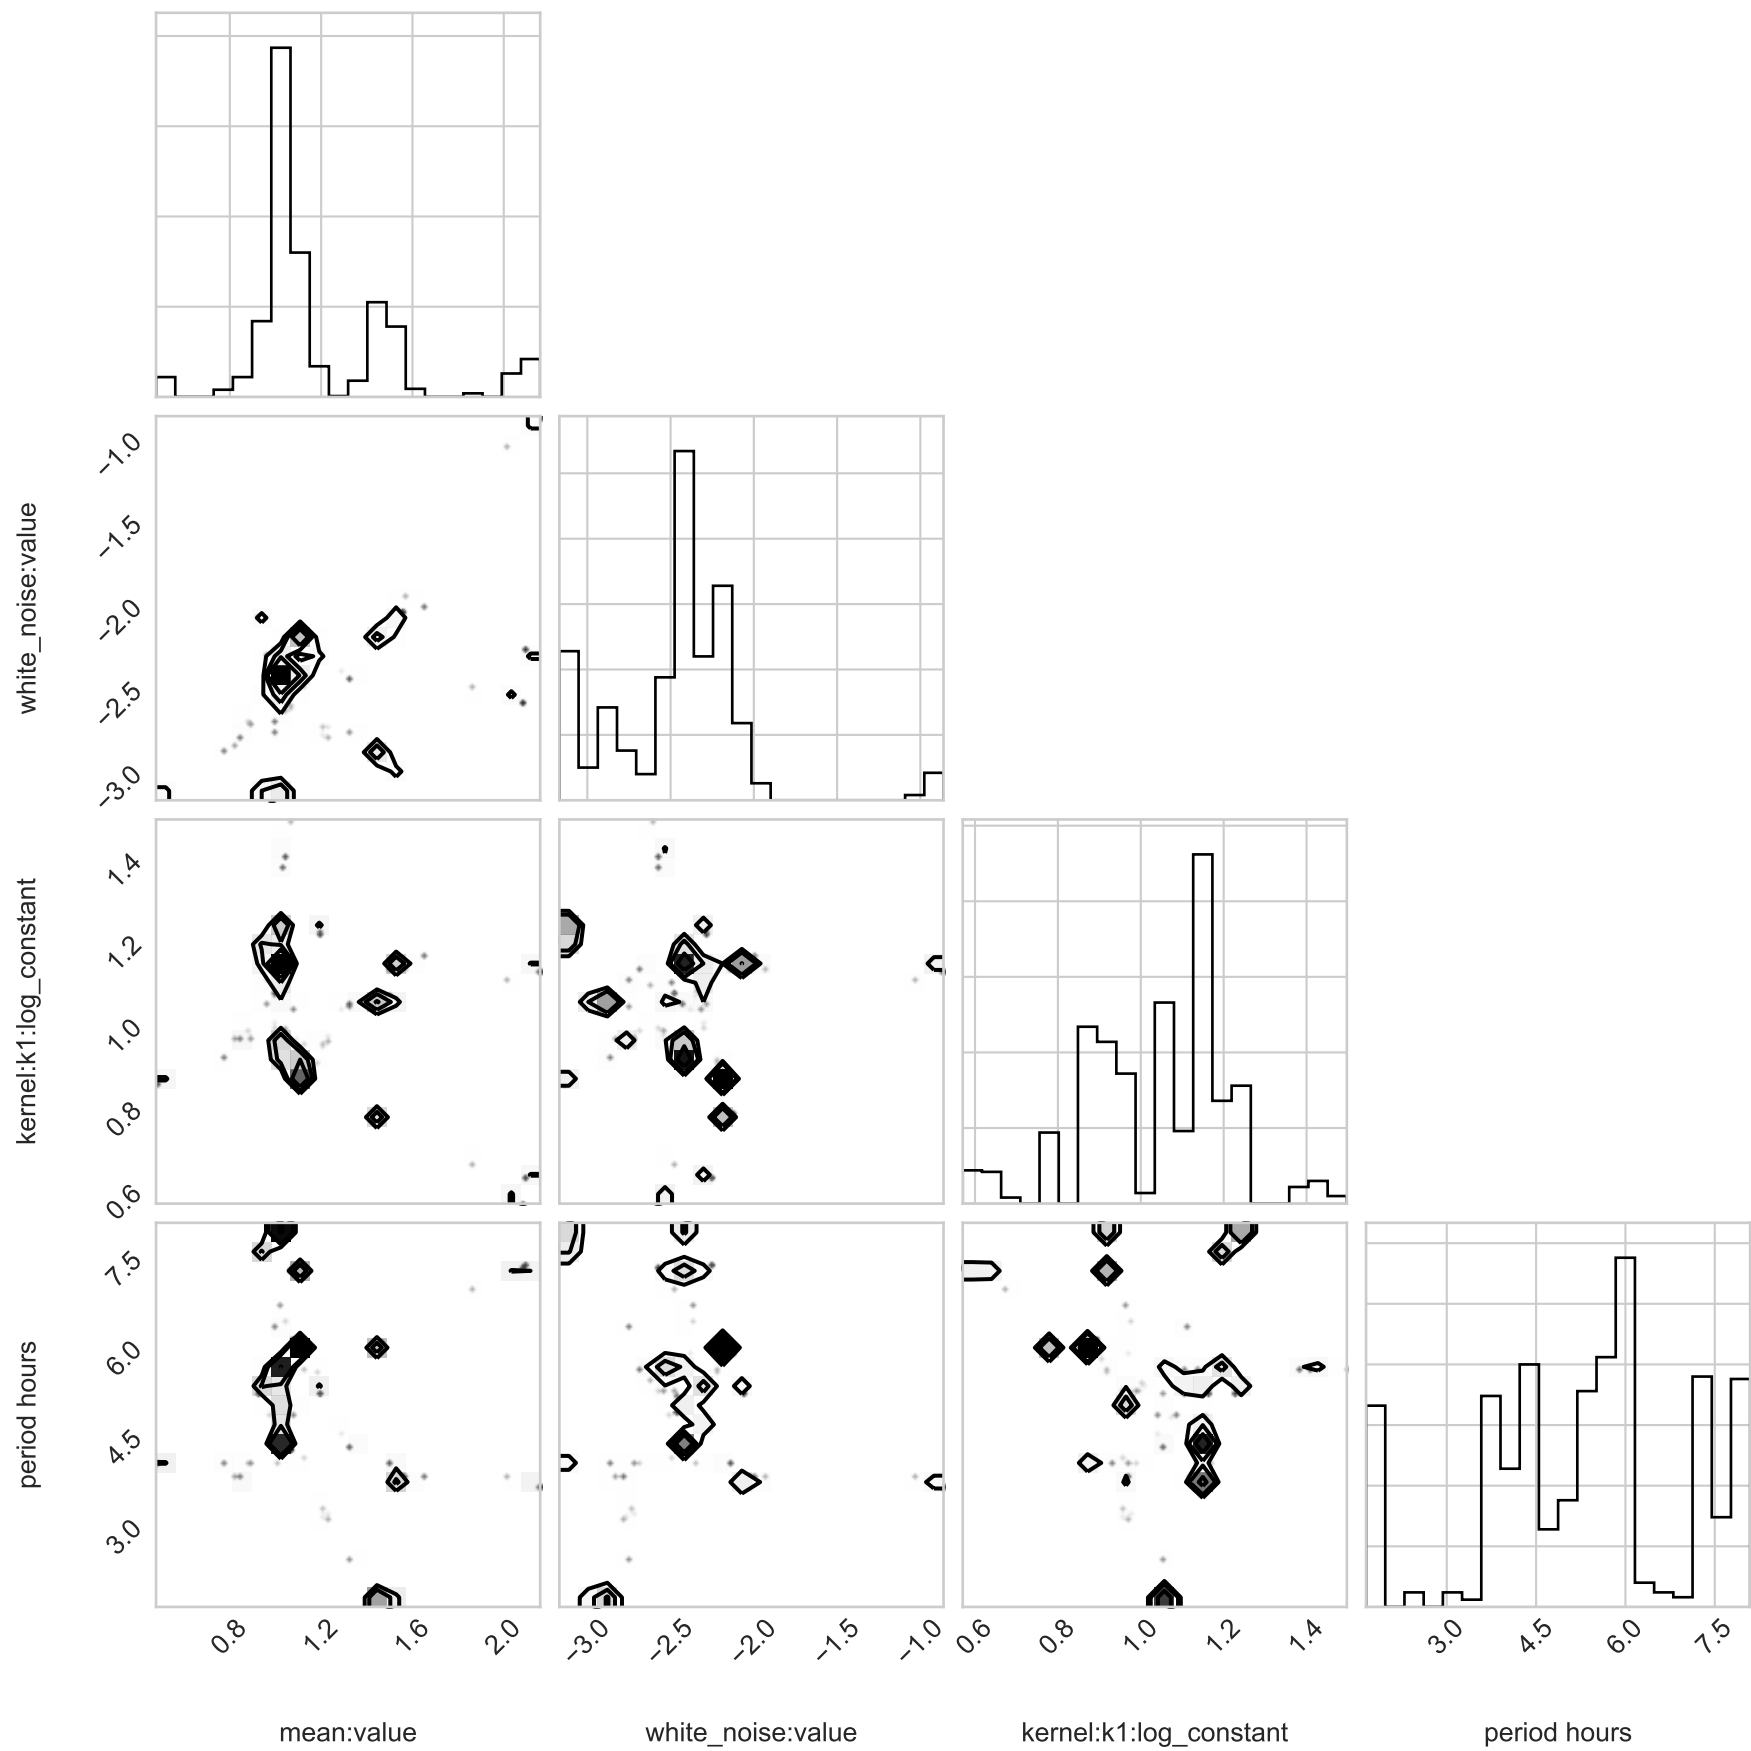 −1.0
−1.5
−2.0
−2.5
−3.0
white_noise:value
1.4
1.2
1.0
0.8
0.6
kernel:k1:log_constant
7.5
6.0
4.5
3.0
period hours
0.8 1.2 1.6 2.0 −3.0 −2.5 −2.0 −1.5 −1.0 0.6 0.8 1.0 1.2 1.4 3.0 4.5 6.0 7.5
mean:value white_noise:value kernel:k1:log_constant period hours